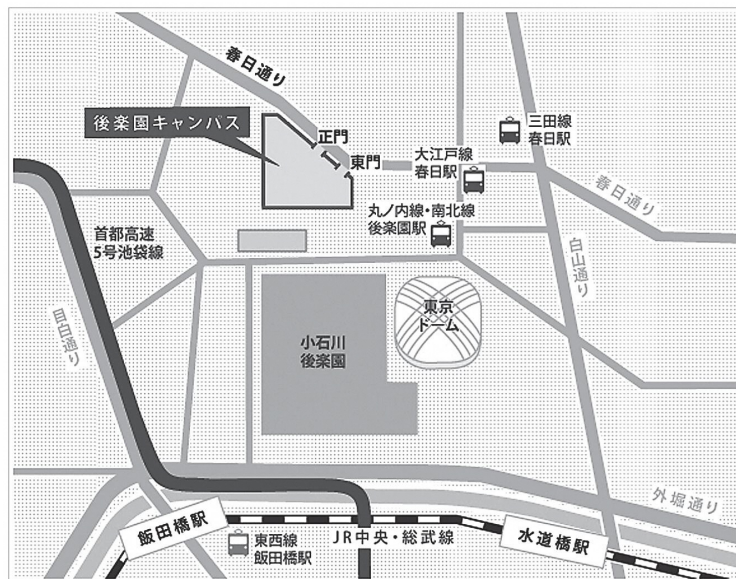 春日通り
後楽園キャンパス
正門
東門
三田線
春日駅
大江戸線
春日駅
春日通り
丸ノ内線・南北線
後楽園駅
首都高速
5号池袋線
白山通り
東京
ドーム
目白通り
小石川
後楽園
外堀通り
飯田橋駅
東西線
飯田橋駅
JR中央・総武線
水道橋駅